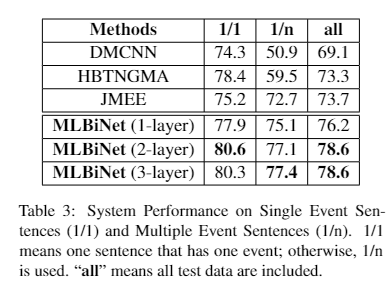 Methods 1/1 1/n all
DMCNN 74.3 50.9 69.1
HBTNGMA 78.4 59.5 73.3
JMEE 75.2 72.7 73.7
MLBiNet (1-layer) 77.9 75.1 76.2
MLBiNet (2-layer) 80.6 77.1 78.6
MLBiNet (3-layer) 80.3 77.4 78.6
Table 3: System Performance on Single Event Sen-
tences (1/1) and Multiple Event Sentences (1/n). 1/1
means one sentence that has one event; otherwise, 1/n
is used. “all” means all test data are included.